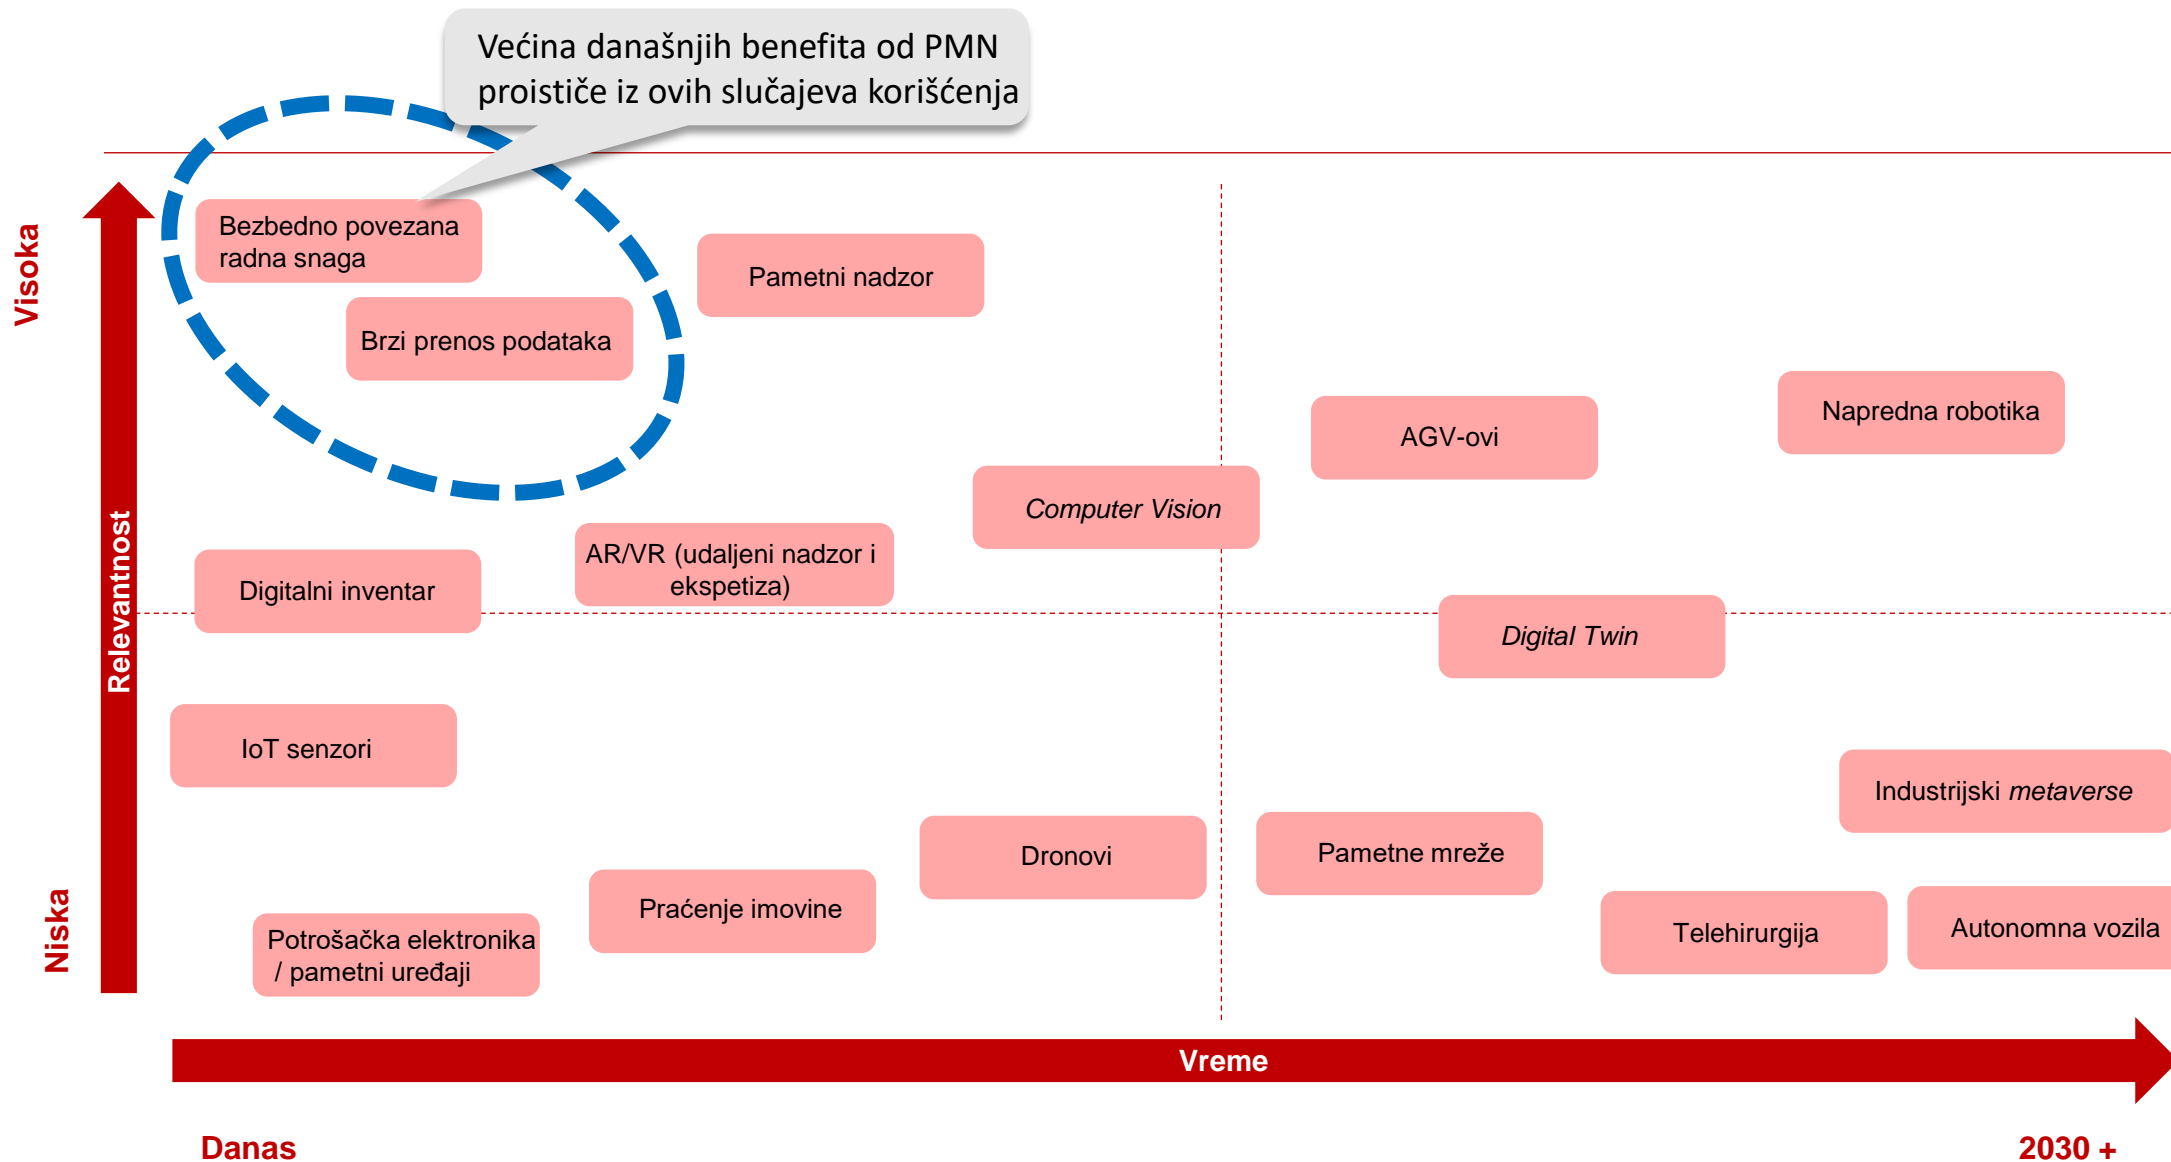 Većina današnjih benefita od PMN
proističe iz ovih slučajeva korišćenja
Visoka
Bezbedno povezana
radna snaga
Pametni nadzor
Brzi prenos podataka
Napredna robotika
AGV-ovi
Computer Vision
Relevantnost
AR/VR (udaljeni nadzor i
ekspetiza)
Digitalni inventar
Digital Twin
IoT senzori
Industrijski metaverse
Dronovi
Pametne mreže
Niska
Praćenje imovine
Potrošačka elektronika
/ pametni uređaji
Telehirurgija
Autonomna vozila
Vreme
Danas
2030 +